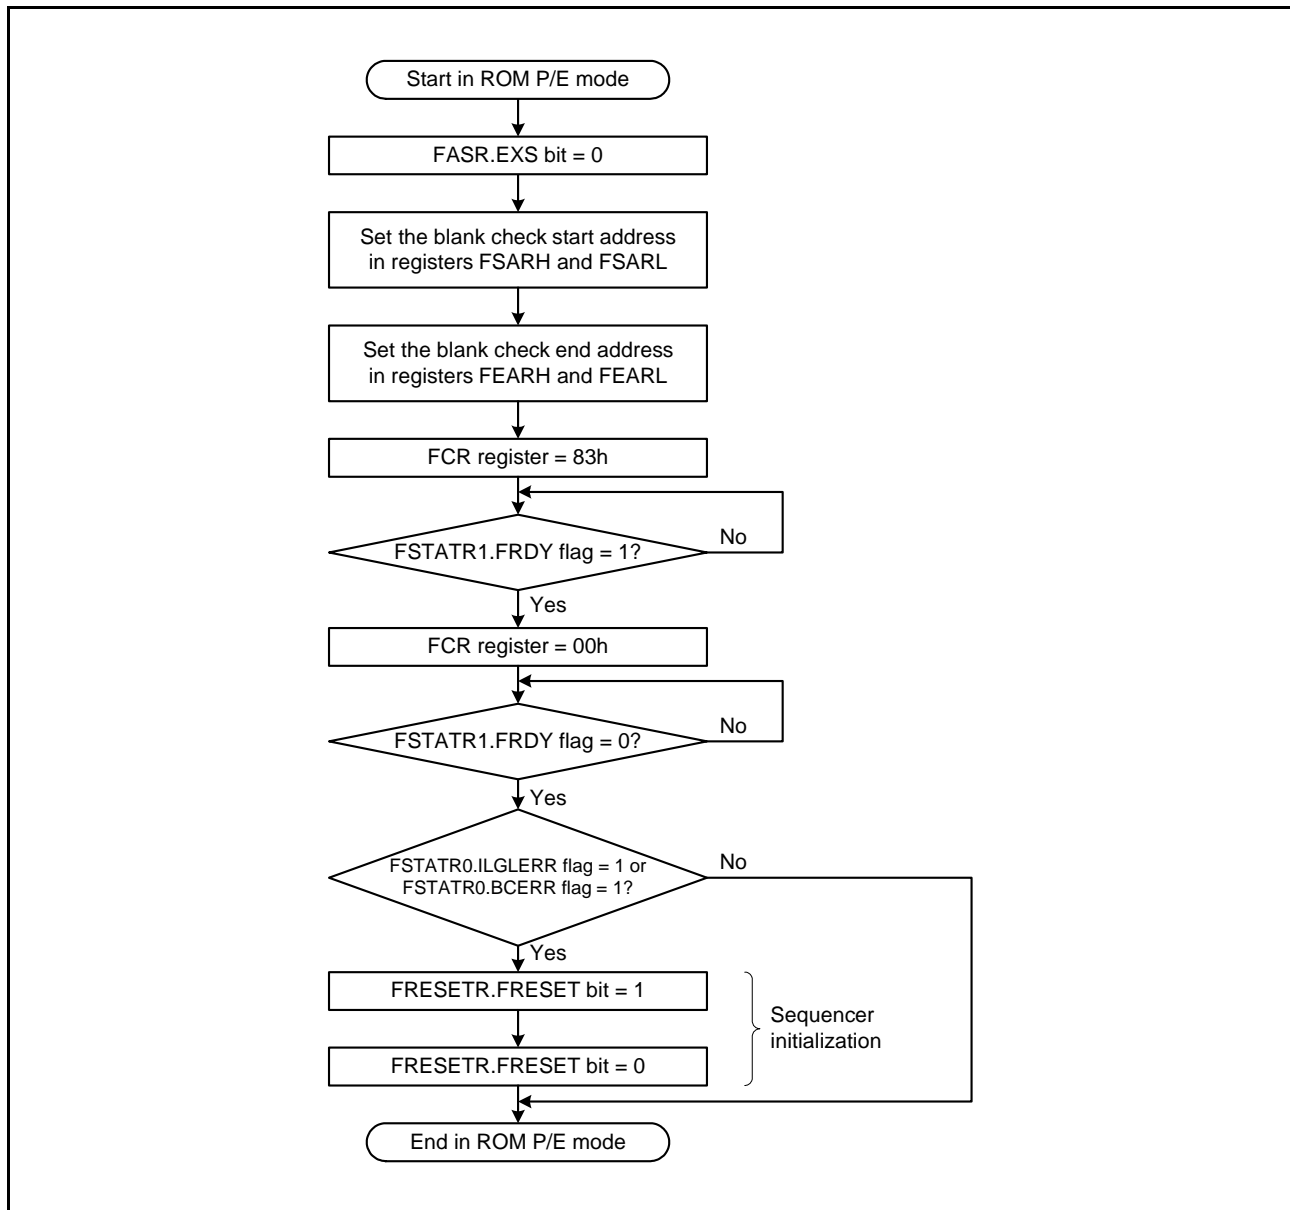 Start in ROM P/E mode
FASR.EXS bit = 0
Set the blank check start address
in registers FSARH and FSARL
Set the blank check end address
in registers FEARH and FEARL
FCR register = 83h
FSTATR1.FRDY flag = 1?
No
Yes
FCR register = 00h
FSTATR1.FRDY flag = 0?
No
Yes
FSTATR0.ILGLERR flag = 1 or
FSTATR0.BCERR flag = 1?
No
Yes
FRESETR.FRESET bit = 1
Sequencer
initialization
FRESETR.FRESET bit = 0
End in ROM P/E mode